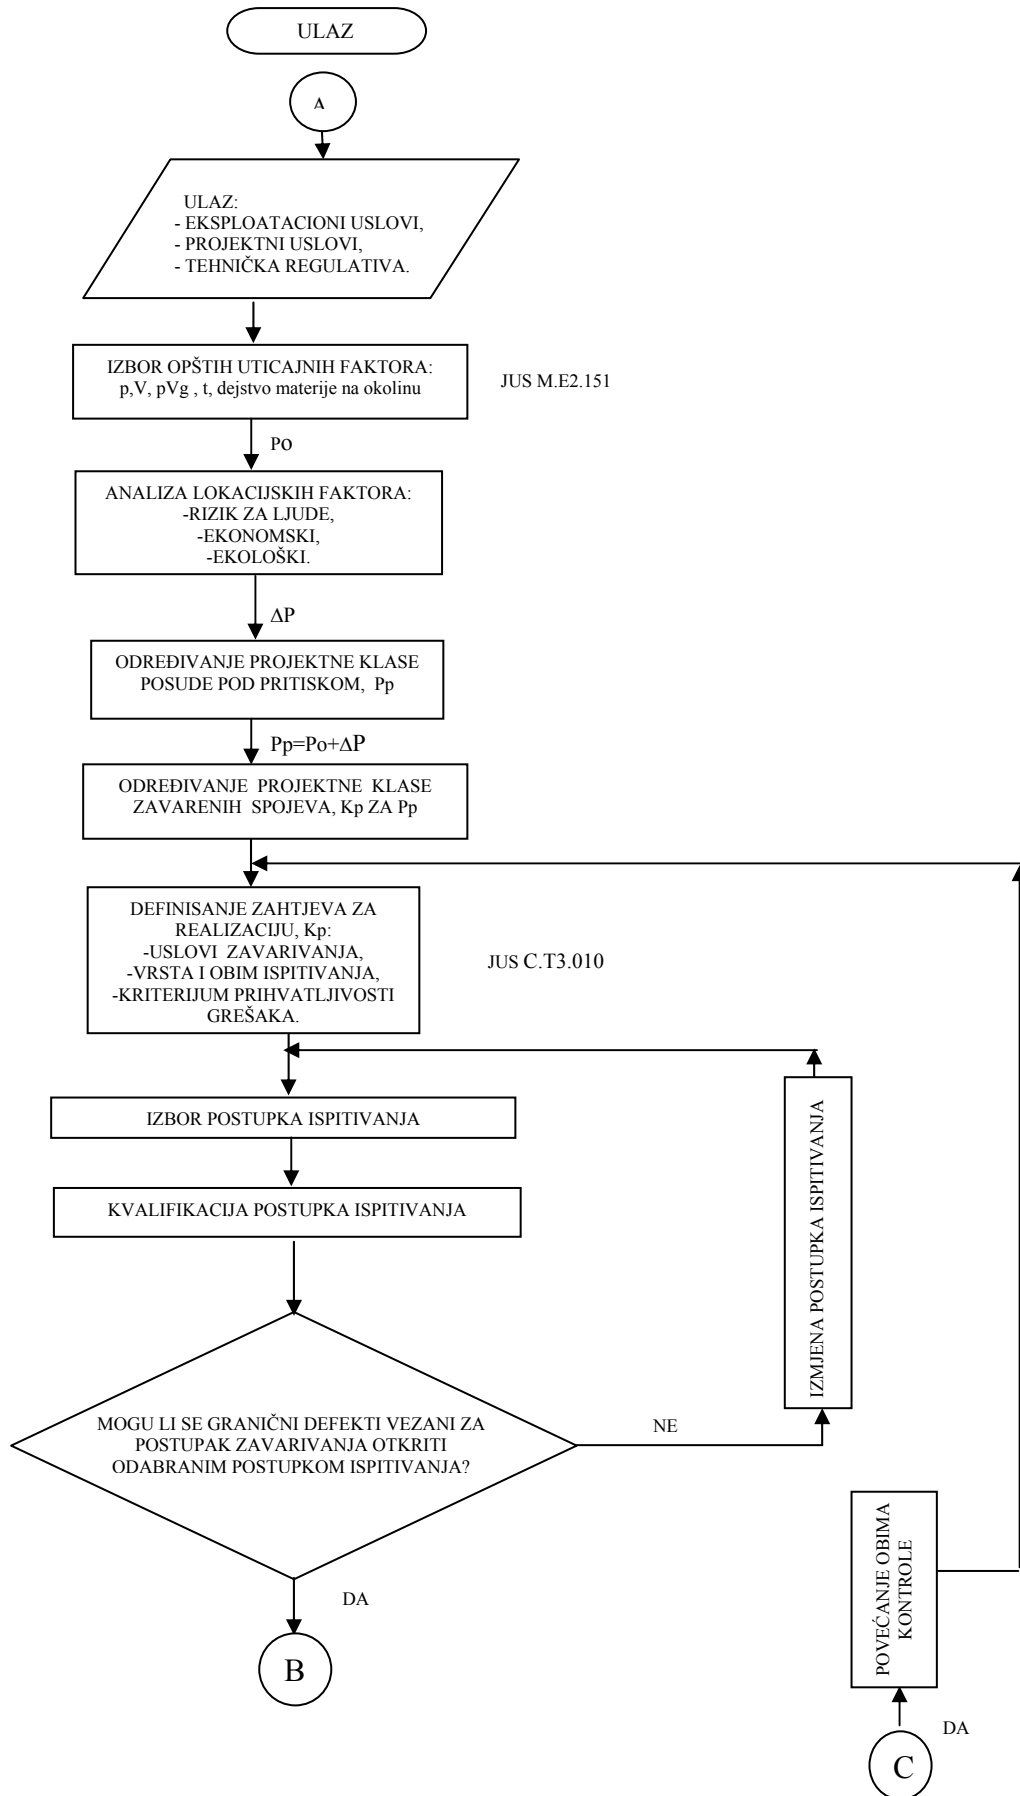 ULAZ
A
ULAZ:
- EKSPLOATACIONI USLOVI,
- PROJEKTNI USLOVI,
- TEHNIČKA REGULATIVA.
IZBOR OPŠTIH UTICAJNIH FAKTORA:
p,V, pVg , t, dejstvo materije na okolinu
JUS M.E2.151
Po
ANALIZA LOKACIJSKIH FAKTORA:
-RIZIK ZA LJUDE,
-EKONOMSKI,
-EKOLOŠKI.
ΔP
ODREĐIVANJE PROJEKTNE KLASE
POSUDE POD PRITISKOM, Pp
Pp=Po+ΔP
ODREĐIVANJE PROJEKTNE KLASE
ZAVARENIH SPOJEVA, Kp ZA Pp
DEFINISANJE ZAHTJEVA ZA
REALIZACIJU, Kp:
-USLOVI ZAVARIVANJA,
-VRSTA I OBIM ISPITIVANJA,
-KRITERIJUM PRIHVATLJIVOSTI
GREŠAKA.
JUS C.T3.010
IZBOR POSTUPKA ISPITIVANJA
KVALIFIKACIJA POSTUPKA ISPITIVANJA
IZMJENA POSTUPKA ISPITIVANJA
MOGU LI SE GRANIČNI DEFEKTI VEZANI ZA
POSTUPAK ZAVARIVANJA OTKRITI
ODABRANIM POSTUPKOM ISPITIVANJA?
NE
DA
B
POVEĆANJE OBIMA
KONTROLE
DA
C